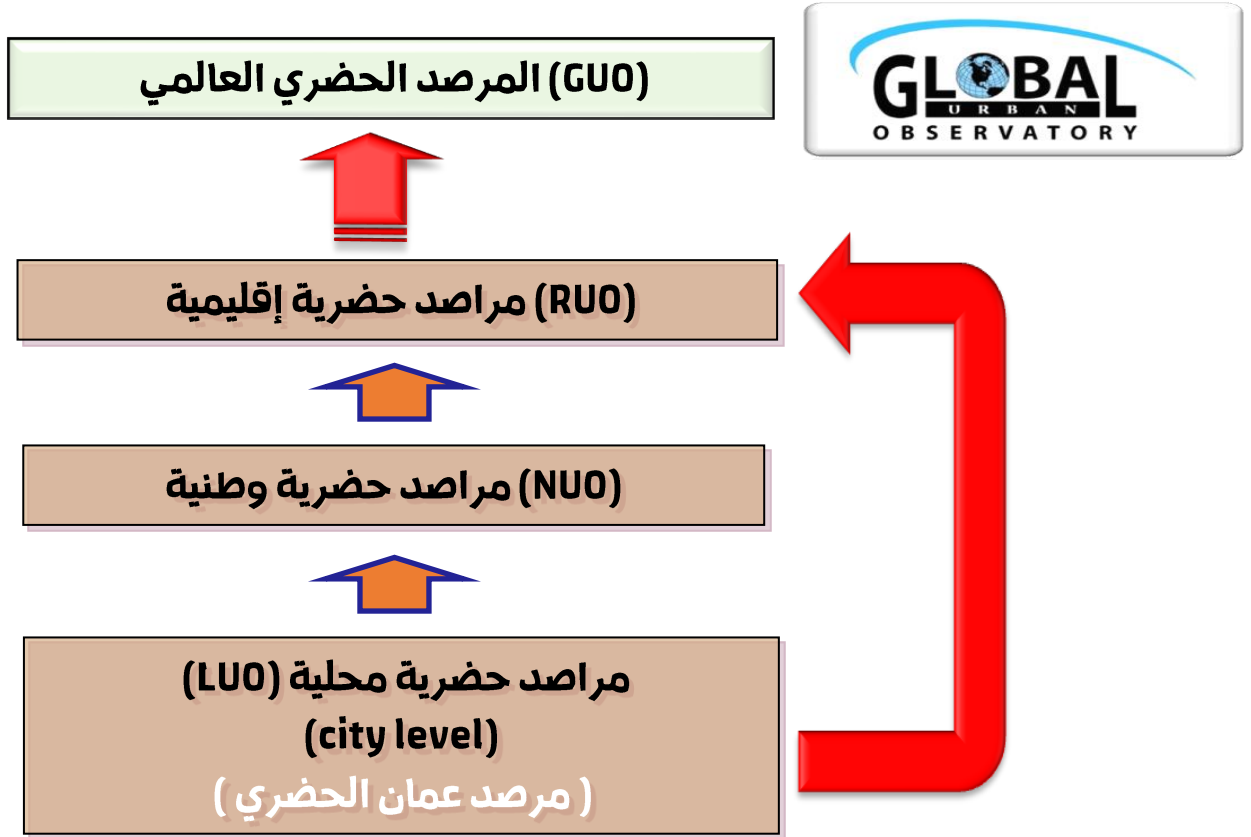 المرصد الحضري العالمي (GUO)
GLOBAL
URBAN
OBSERVATORY
مراصد حضرية إقليمية (RUO)
مراصد حضرية وطنية (NUO)
مراصد حضرية محلية (LUO)
(city level)
( مرصد عمان الحضري )